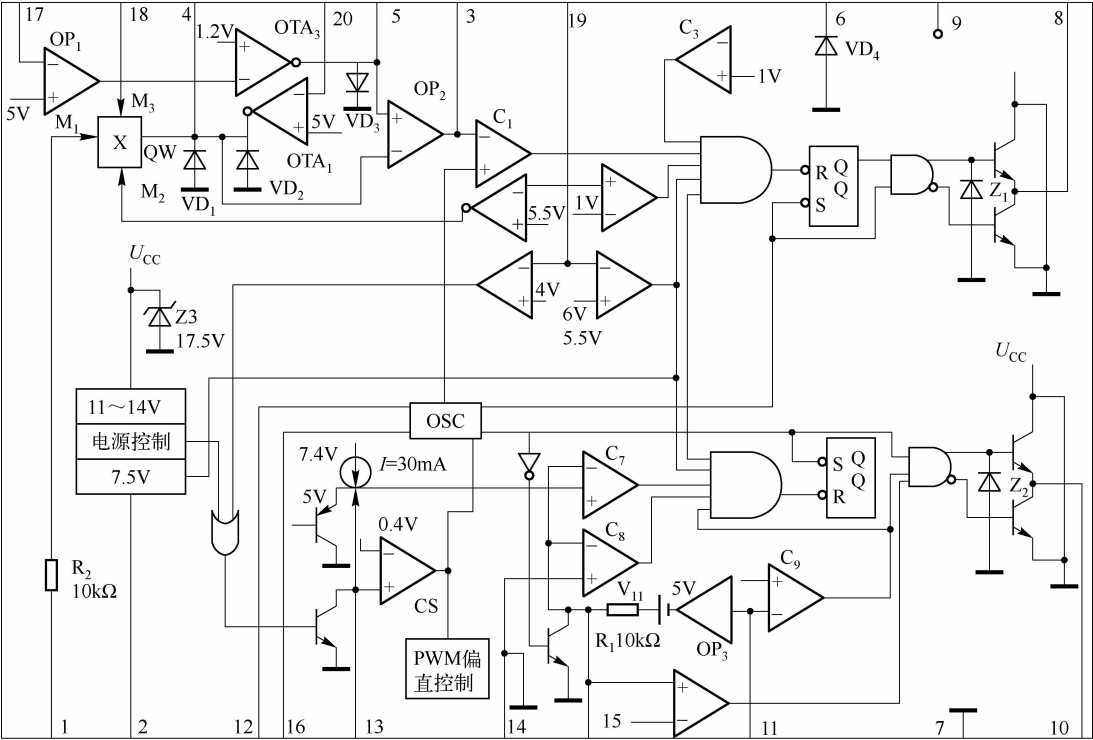 17
18
4
20
5
3
19
6
9
8
OP₁
1.2V
OTA₃
C₃
VD₄
1V
5V
M₃
M₁
X
QW
M₂
VD₁
VD₂
OTA₁
5V
VD₃
OP₂
C₁
5.5V
1V
R
Q
Q
S
Z₁
U_CC
Z3
17.5V
4V
6V
5.5V
U_CC
11～14V
电源控制
7.5V
OSC
7.4V
I=30mA
5V
0.4V
CS
C₇
C₈
S
Q
Q
R
Z₂
R₂
10kΩ
V₁₁
5V
C₉
R₁10kΩ
OP₃
PWM偏
直控制
15
1
2
12
16
13
14
11
7
10